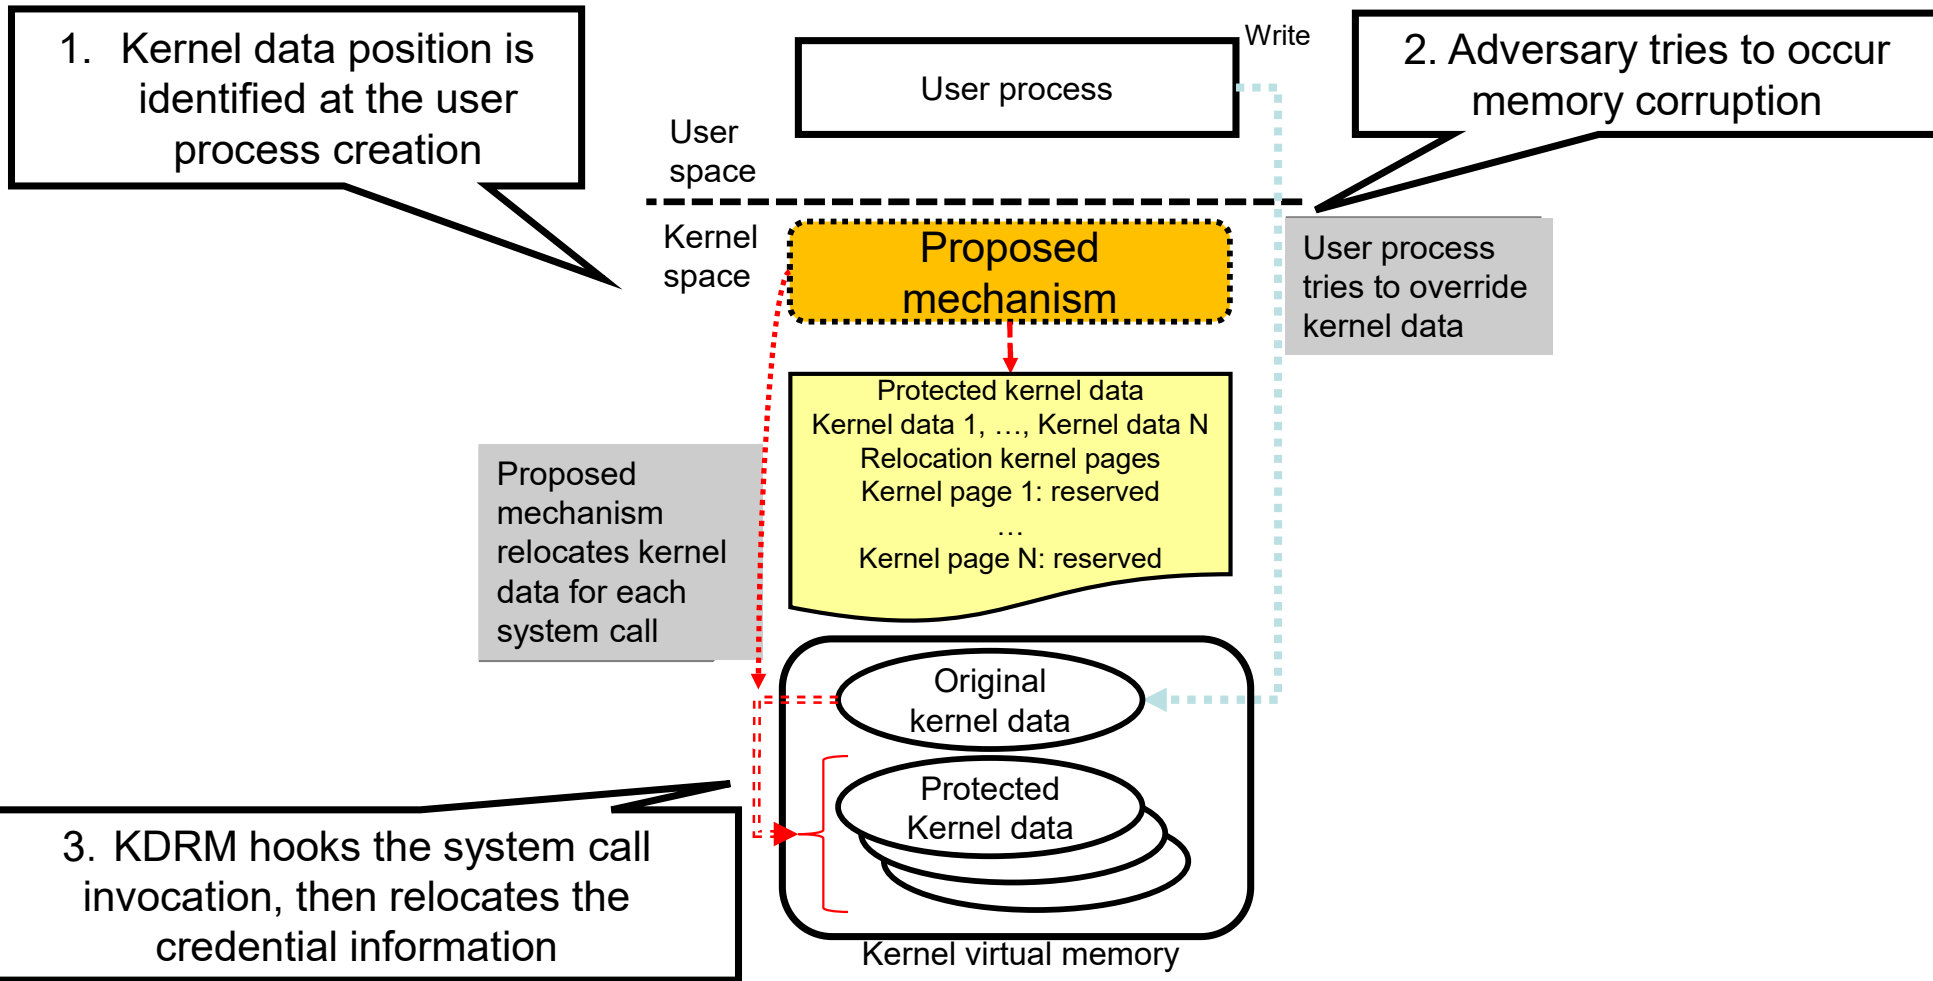 1. Kernel data position is
identified at the user
process creation
User process
Write
2. Adversary tries to occur
memory corruption
User
space
Kernel
space
Proposed
mechanism
User process
tries to override
kernel data
Protected kernel data
Kernel data 1, …, Kernel data N
Relocation kernel pages
Kernel page 1: reserved
…
Kernel page N: reserved
Proposed
mechanism
relocates kernel
data for each
system call
Original
kernel data
Protected
Kernel data
Kernel virtual memory
3. KDRM hooks the system call
invocation, then relocates the
credential information